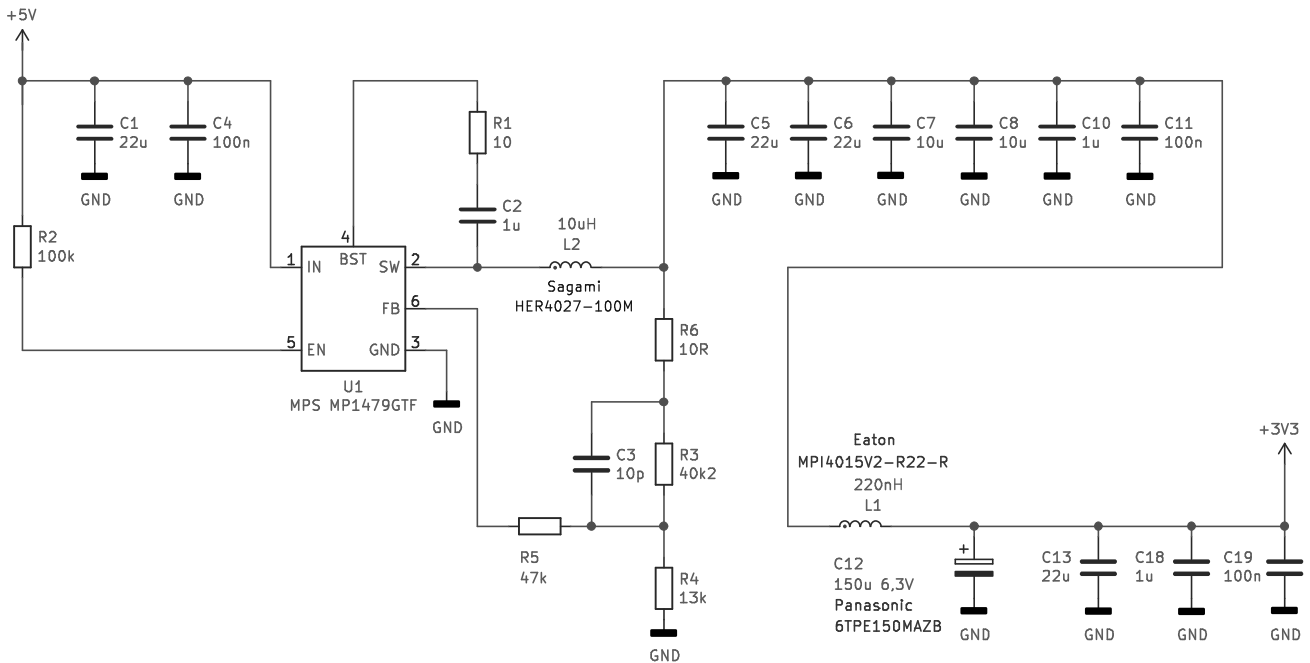 +5V
C1
22u
GND
C4
100n
GND
R2
100k
4
BST
1
IN
SW
2
FB
6
5
EN
GND
3
U1
MPS MP1479GTF
GND
R1
10
C2
1u
10uH
L2
Sagami
HER4027-100M
C5
22u
GND
C6
22u
GND
C7
10u
GND
C8
10u
GND
C10
1u
GND
C11
100n
GND
R6
10R
C3
10p
R3
40k2
R5
47k
R4
13k
GND
Eaton
MPI4015V2-R22-R
220nH
L1
+3V3
+
C12
150u 6,3V
Panasonic
6TPE150MAZB
GND
C13
22u
GND
C18
1u
GND
C19
100n
GND